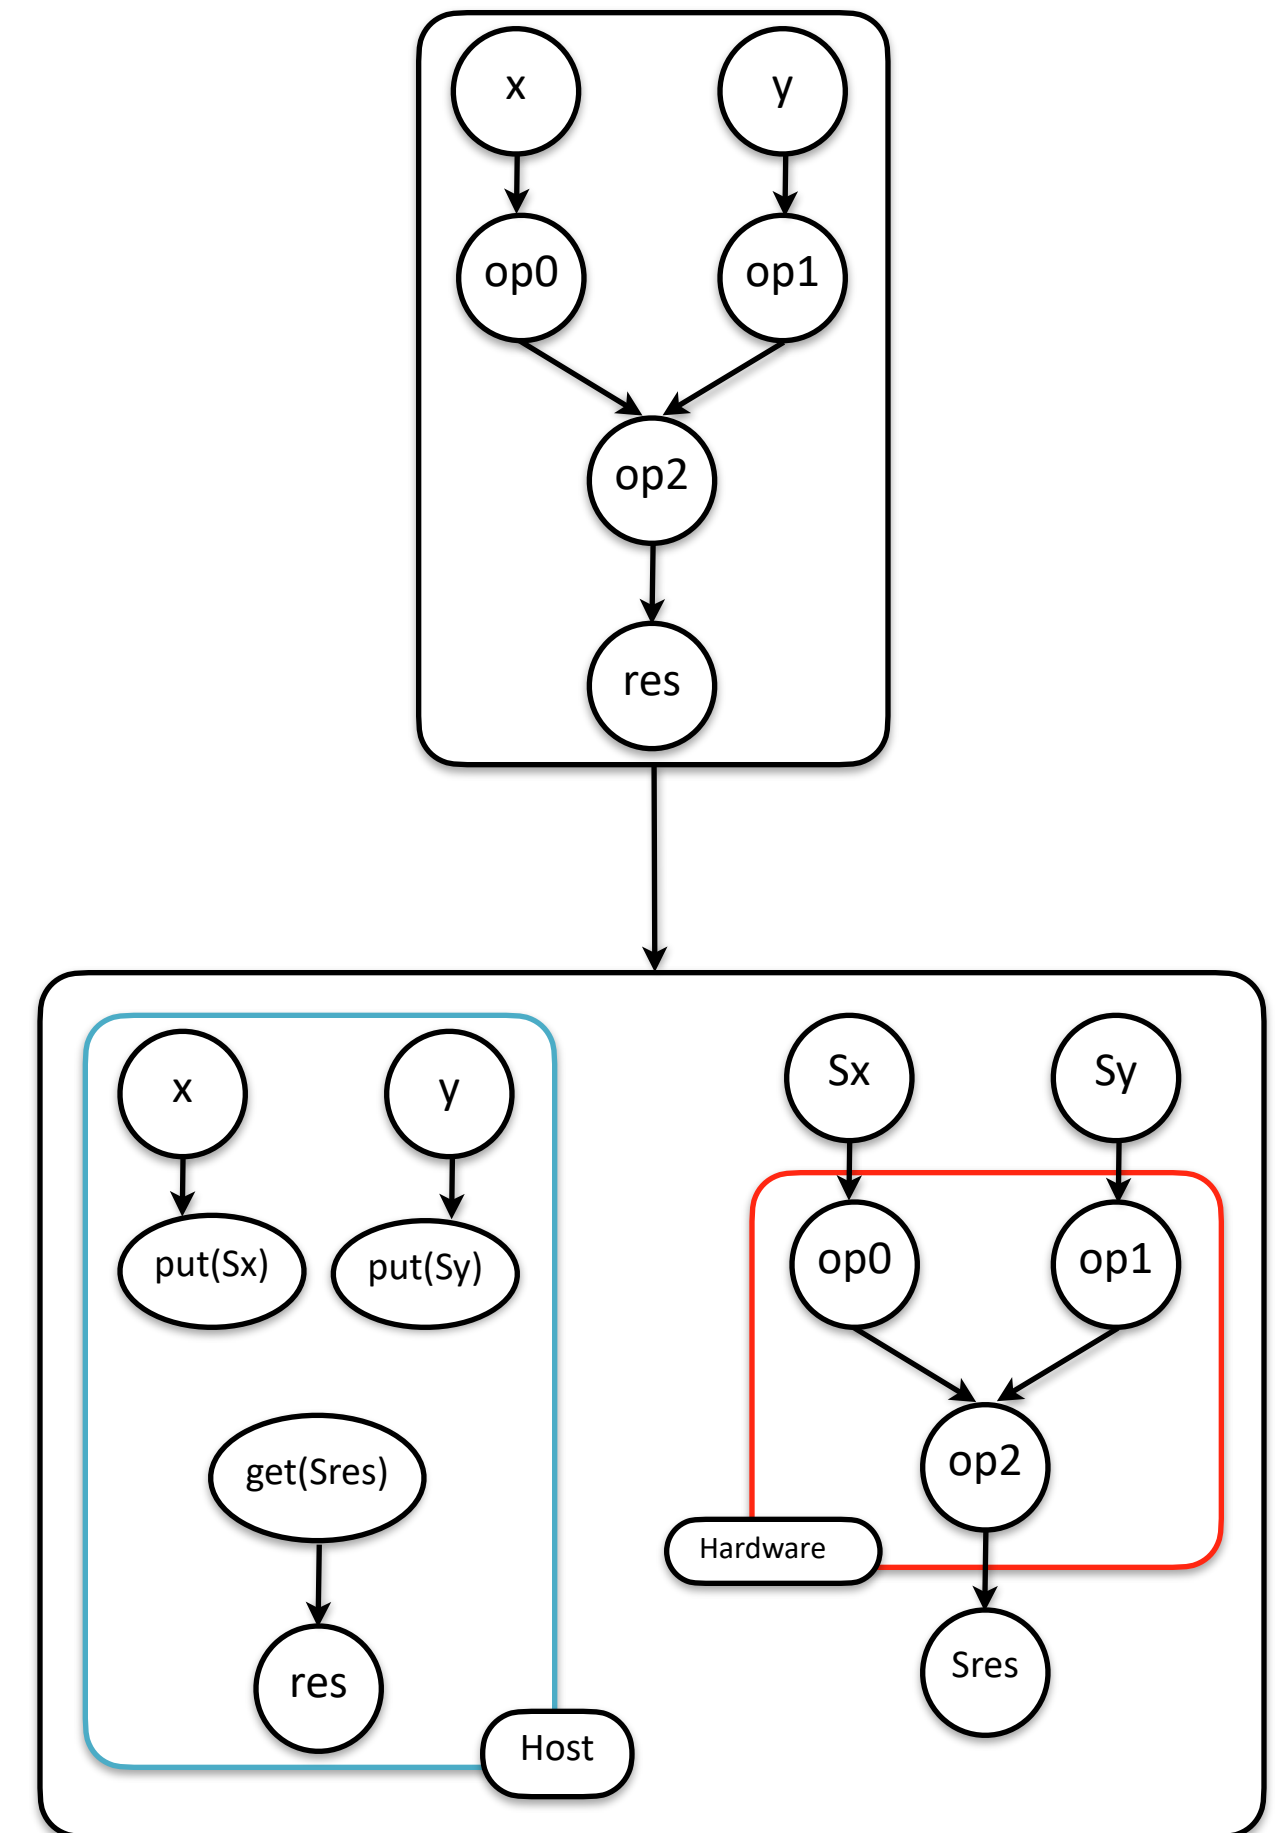 x
y
op0
op1
op2
res
x
y
put(Sx)
put(Sy)
get(Sres)
res
Host
Sx
Sy
op0
op1
op2
Hardware
Sres